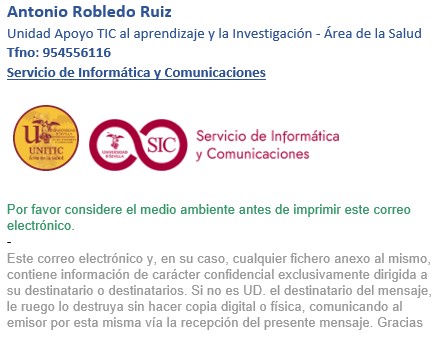 Antonio Robledo Ruiz
Unidad Apoyo TIC al aprendizaje y la Investigación - Área de la Salud
Tfno: 954556116
Servicio de Informática y Comunicaciones
U
UNITIC
Área de la salud
UNIVERSIDAD
D SEVILLA
SIC
Servicio de Informática
y Comunicaciones
Por favor considere el medio ambiente antes de imprimir este correo
electrónico.
-
Este correo electrónico y, en su caso, cualquier fichero anexo al mismo,
contiene información de carácter confidencial exclusivamente dirigida a
su destinatario o destinatarios. Si no es UD. el destinatario del mensaje,
le ruego lo destruya sin hacer copia digital o física, comunicando al
emisor por esta misma vía la recepción del presente mensaje. Gracias